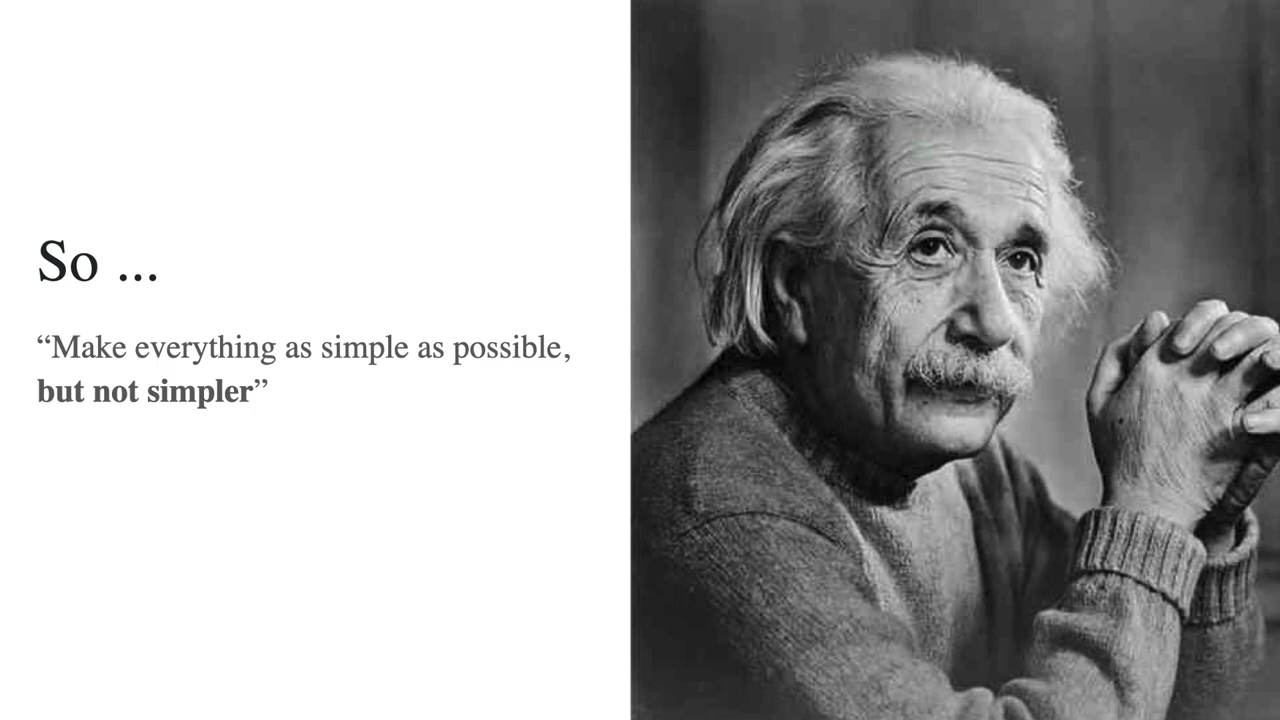 So ...
“Make everything as simple as possible,
but not simpler”